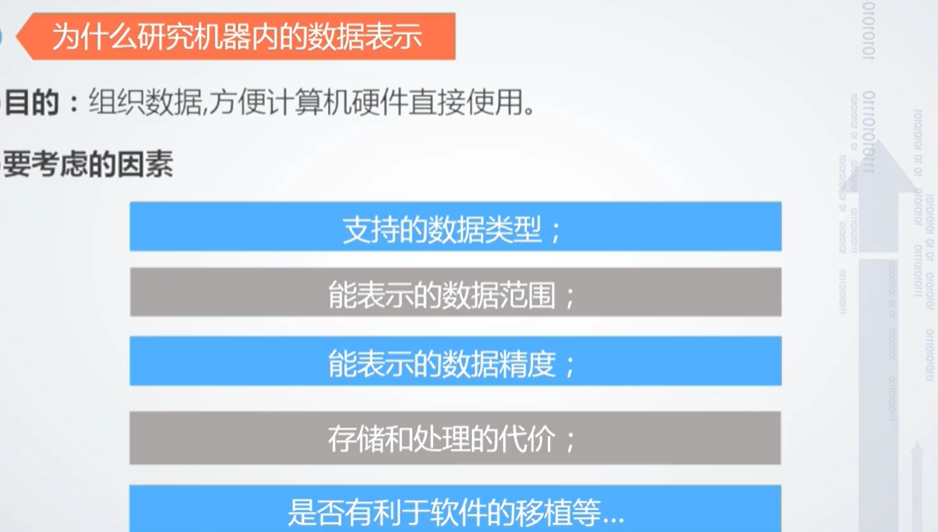 为什么研究机器内的数据表示
目的：组织数据,方便计算机硬件直接使用。
要考虑的因素
支持的数据类型；
能表示的数据范围；
能表示的数据精度；
存储和处理的代价；
是否有利于软件的移植等...